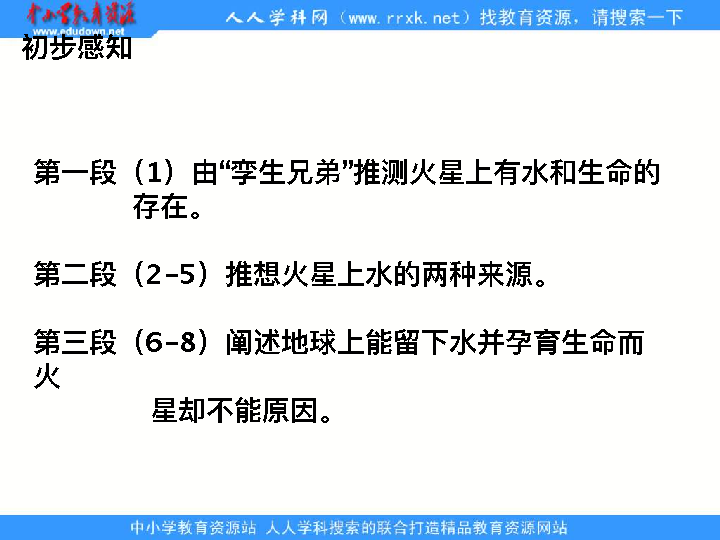 中小学教育资源
www.edudown.net
人人学科网（www.rrxk.net）找教育资源，请搜索一下
初步感知
第一段（1）由“孪生兄弟”推测火星上有水和生命的
存在。
第二段（2-5）推想火星上水的两种来源。
第三段（6-8）阐述地球上能留下水并孕育生命而
火
星却不能原因。
中小学教育资源站 人人学科搜索的联合打造精品教育资源网站